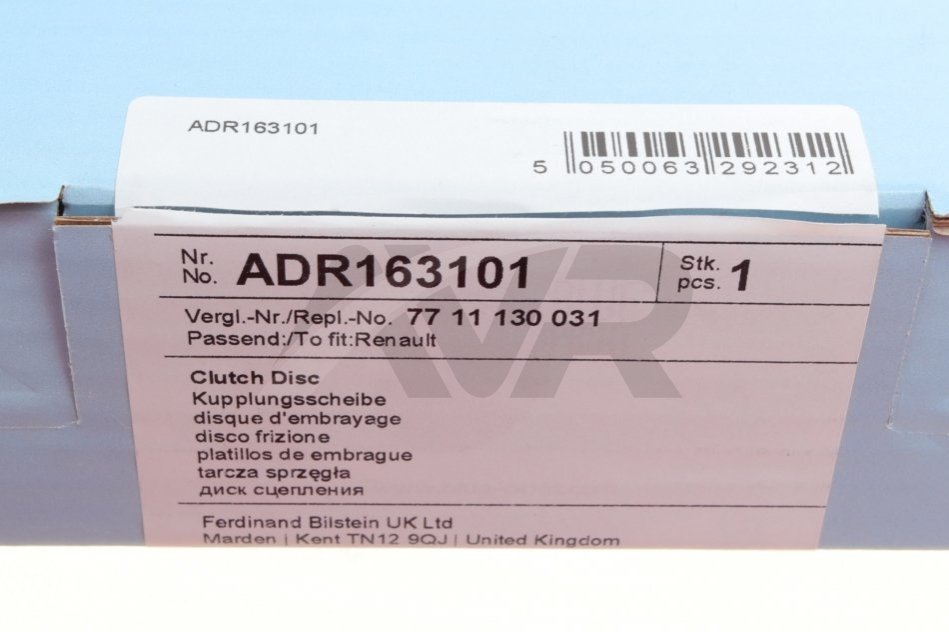 ADR163101
5 050063 292312
Nr.
No. ADR163101
Stk.
pcs. 1
Vergl.-Nr./Repl.-No. 77 11 130 031
Passend:/To fit:Renault
Clutch Disc
Kupplungsscheibe
disque d'embrayage
disco frizione
platillos de embrague
tarcza sprzęgła
диск сцепления
Ferdinand Bilstein UK Ltd
Marden | Kent TN12 9QJ | United Kingdom